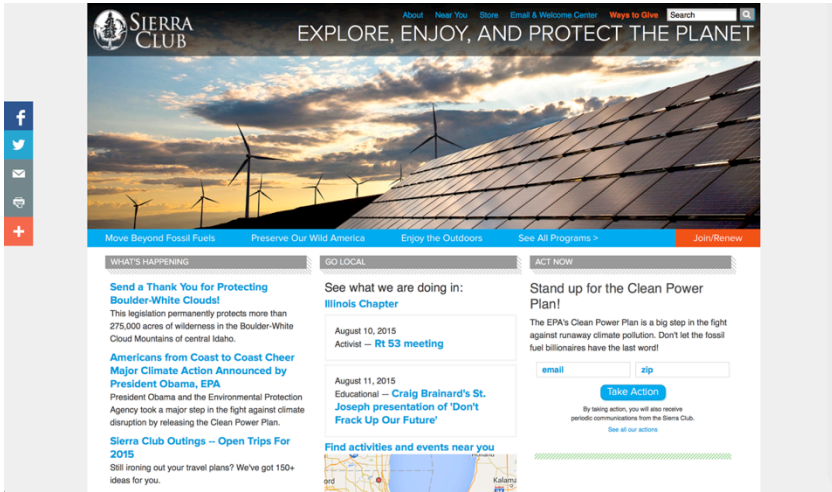 SIERRA
CLUB
About Near You Store Email & Welcome Center Ways to Give Search
EXPLORE, ENJOY, AND PROTECT THE PLANET
Move Beyond Fossil Fuels Preserve Our Wild America Enjoy the Outdoors See All Programs > Join/Renew
WHAT'S HAPPENING
Send a Thank You for Protecting
Boulder-White Clouds!
This legislation permanently protects more than
275,000 acres of wilderness in the Boulder-White
Cloud Mountains of central Idaho.
Americans from Coast to Coast Cheer
Major Climate Action Announced by
President Obama, EPA
President Obama and the Environmental Protection
Agency took a major step in the fight against climate
disruption by releasing the Clean Power Plan.
Sierra Club Outings -- Open Trips For
2015
Still ironing out your travel plans? We've got 150+
ideas for you.
GO LOCAL
See what we are doing in:
Illinois Chapter
August 10, 2015
Activist — Rt 53 meeting
August 11, 2015
Educational — Craig Brainard's St.
Joseph presentation of 'Don't
Frack Up Our Future'
Find activities and events near you
ord
Kalama
ACT NOW
Stand up for the Clean Power
Plan!
The EPA's Clean Power Plan is a big step in the fight
against runaway climate pollution. Don't let the fossil
fuel billionaires have the last word!
email zip
Take Action
By taking action, you will also receive
periodic communications from the Sierra Club.
See all our actions